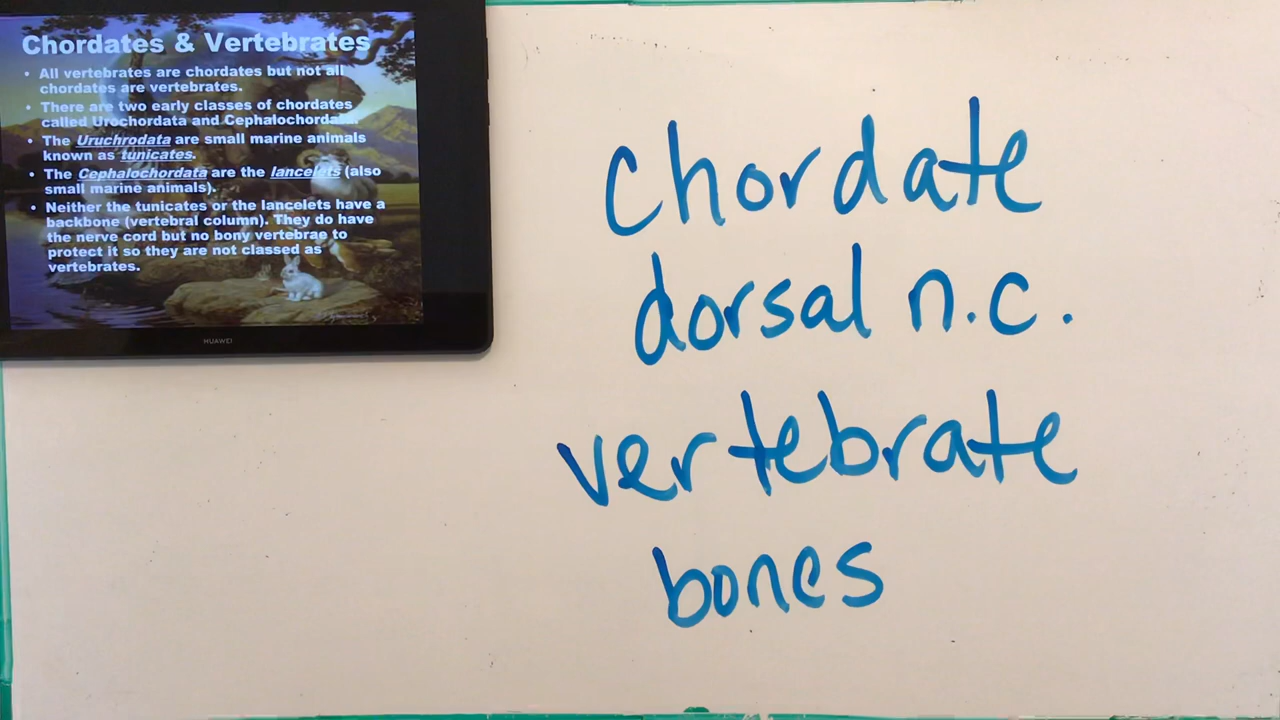 Chordates & Vertebrates
• All vertebrates are chordates but not all
chordates are vertebrates.
• There are two early classes of chordates
called Urochordata and Cephalochordata.
• The Uruchrodata are small marine animals
known as tunicates.
• The Cephalochordata are the lancelets (also
small marine animals).
• Neither the tunicates or the lancelets have a
backbone (vertebral column). They do have
the nerve cord but no bony vertebrae to
protect it so they are not classed as
vertebrates.
HUAWEI
chordate
dorsal n.c.
vertebrate
bones